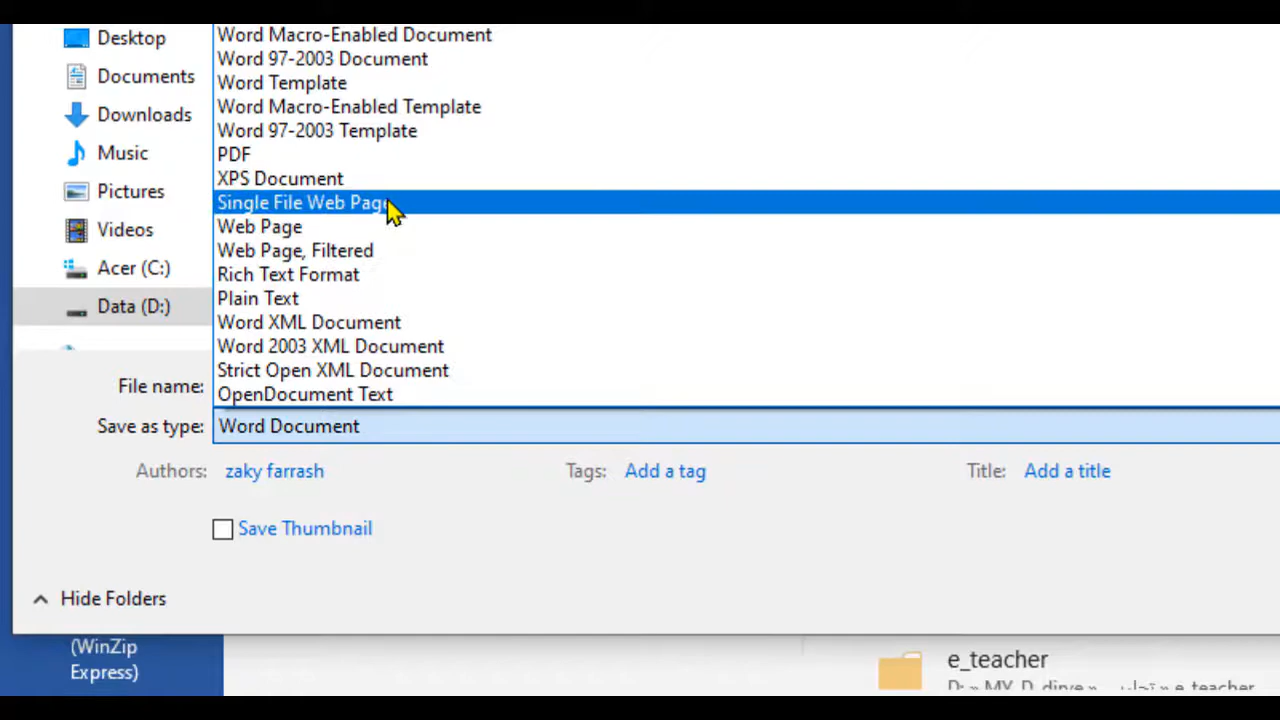 Desktop
Documents
Downloads
Music
Pictures
Videos
Acer (C:)
Data (D:)
Word Macro-Enabled Document
Word 97-2003 Document
Word Template
Word Macro-Enabled Template
Word 97-2003 Template
PDF
XPS Document
Single File Web Page
Web Page
Web Page, Filtered
Rich Text Format
Plain Text
Word XML Document
Word 2003 XML Document
Strict Open XML Document
OpenDocument Text
File name:
Save as type: Word Document
Authors: zaky farrash Tags: Add a tag Title: Add a title
Save Thumbnail
Hide Folders
(WinZip
Express)
e_teacher
D: » MY D dirve » » e_teacher